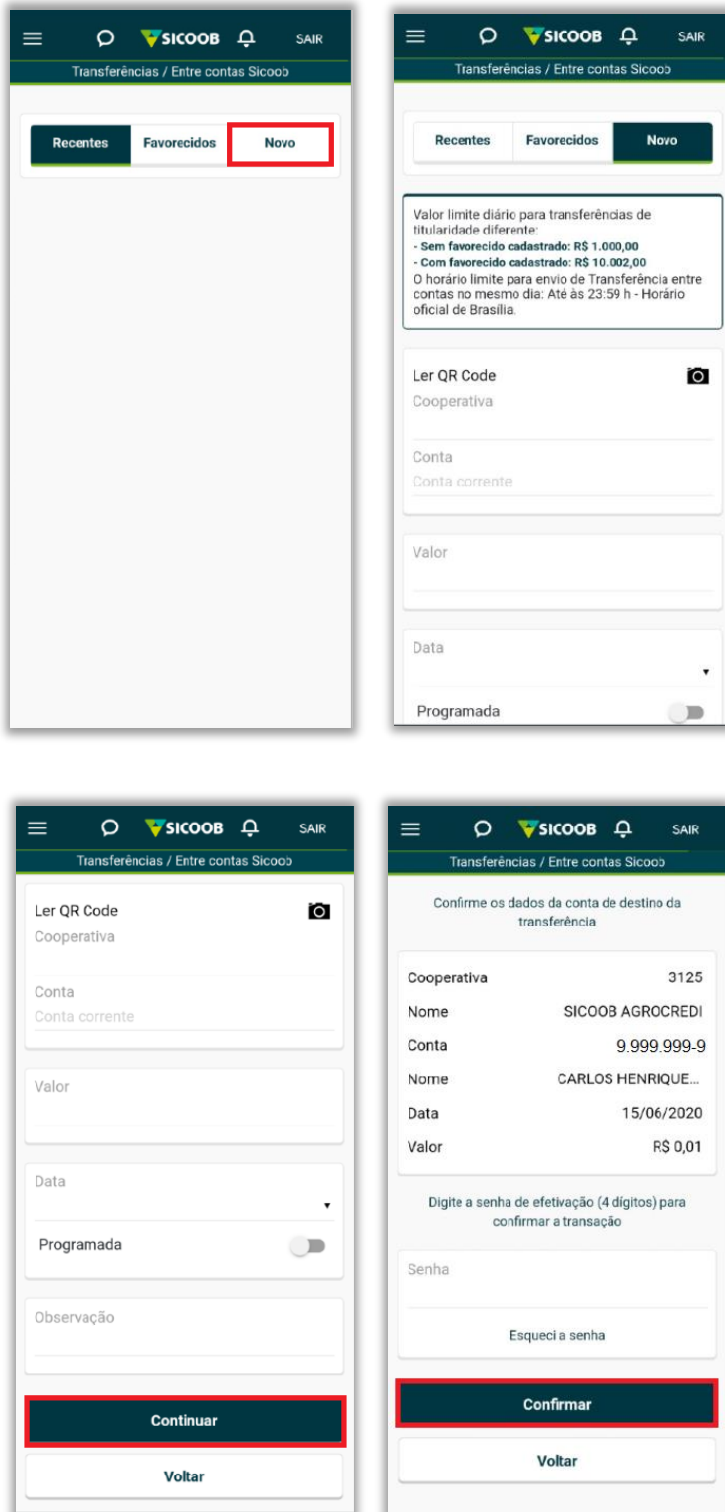 SICOOB SAIR
Transferências / Entre contas Sicoob
Recentes Favorecidos Novo
SICOOB SAIR
Transferências / Entre contas Sicoob
Recentes Favorecidos Novo
Valor limite diário para transferências de
titularidade diferente:
- Sem favorecido cadastrado: R$ 1.000,00
- Com favorecido cadastrado: R$ 10.002,00
O horário limite para envio de Transferência entre
contas no mesmo dia: Até às 23:59 h - Horário
oficial de Brasília.
Ler QR Code
Cooperativa
Conta
Conta corrente
Valor
Data
Programada
SICOOB SAIR
Transferências / Entre contas Sicoob
Ler QR Code
Cooperativa
Conta
Conta corrente
Valor
Data
Programada
Observação
Continuar
Voltar
SICOOB SAIR
Transferências / Entre contas Sicoob
Confirme os dados da conta de destino da
transferência
Cooperativa 3125
Nome SICOOB AGROCREDI
Conta 9.999.999-9
Nome CARLOS HENRIQUE...
Data 15/06/2020
Valor R$ 0,01
Digite a senha de efetivação (4 dígitos) para
confirmar a transação
Senha
Esqueci a senha
Confirmar
Voltar